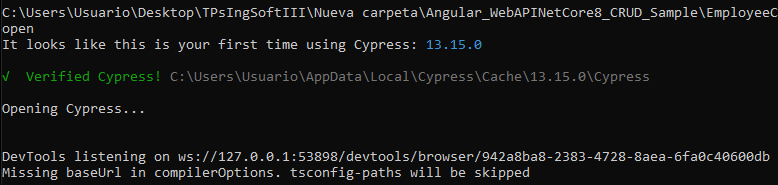 C:\Users\Usuario\Desktop\TPsIngSoftIII\Nueva carpeta\Angular_WebAPINetCore8_CRUD_Sample\EmployeeC
open
It looks like this is your first time using Cypress: 13.15.0
√ Verified Cypress! C:\Users\Usuario\AppData\Local\Cypress\Cache\13.15.0\Cypress
Opening Cypress...
DevTools listening on ws://127.0.0.1:53898/devtools/browser/942a8ba8-2383-4728-8aea-6fa0c40600db
Missing baseUrl in compilerOptions. tsconfig-paths will be skipped